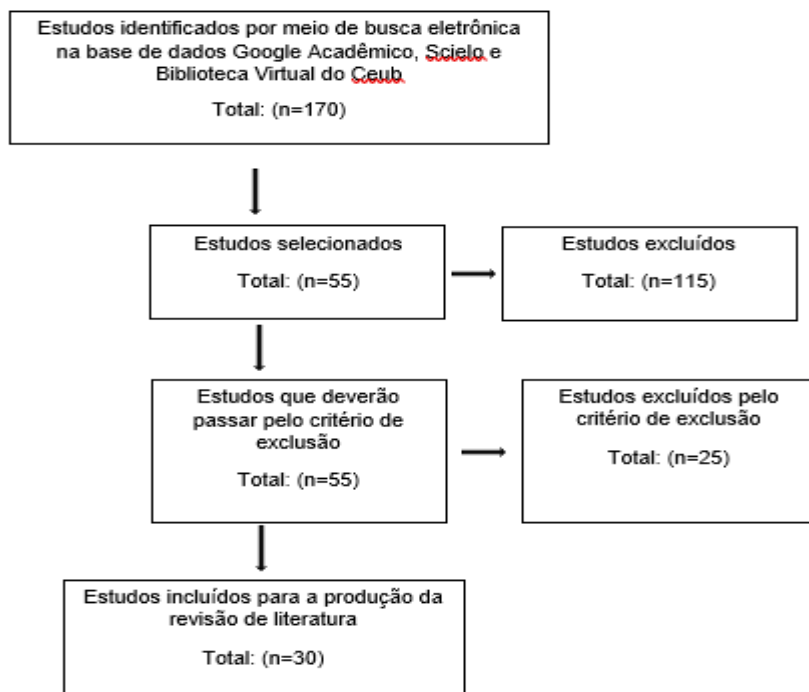 Estudos identificados por meio de busca eletrônica
na base de dados Google Acadêmico, Scielo e
Biblioteca Virtual do Ceub
Total: (n=170)
Estudos selecionados
Total: (n=55)
Estudos excluídos
Total: (n=115)
Estudos que deverão
passar pelo critério de
exclusão
Total: (n=55)
Estudos excluídos pelo
critério de exclusão
Total: (n=25)
Estudos incluídos para a produção da
revisão de literatura
Total: (n=30)